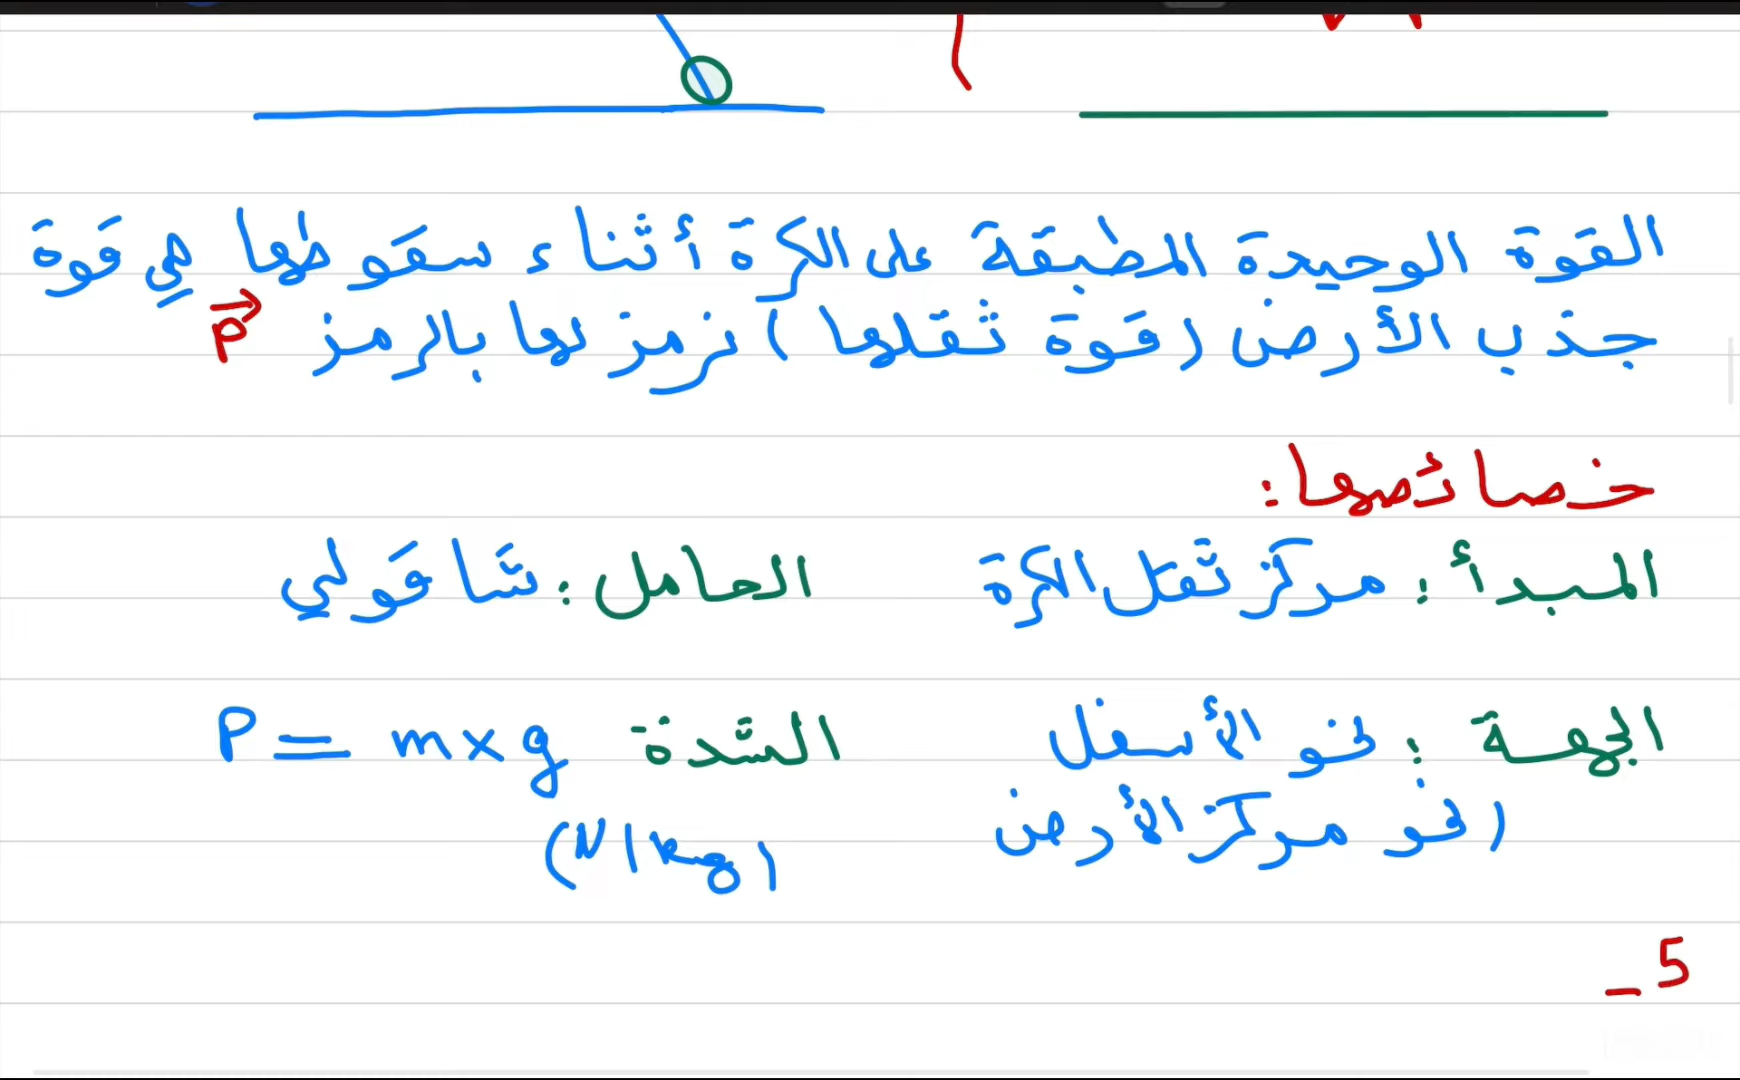 القوة الوحيدة المطبقة على الكرة أثناء سقوطها هي قوة
جذب الأرض (قوة ثقلها) نرمز لها بالرمز P⃗
خصائصها:
المبدأ: مركز ثقل الكرة
الحامل: شاقولي
الجهة: نحو الأسفل
(نحو مركز الأرض
الشدة P = m×g
(N/kg)
5_